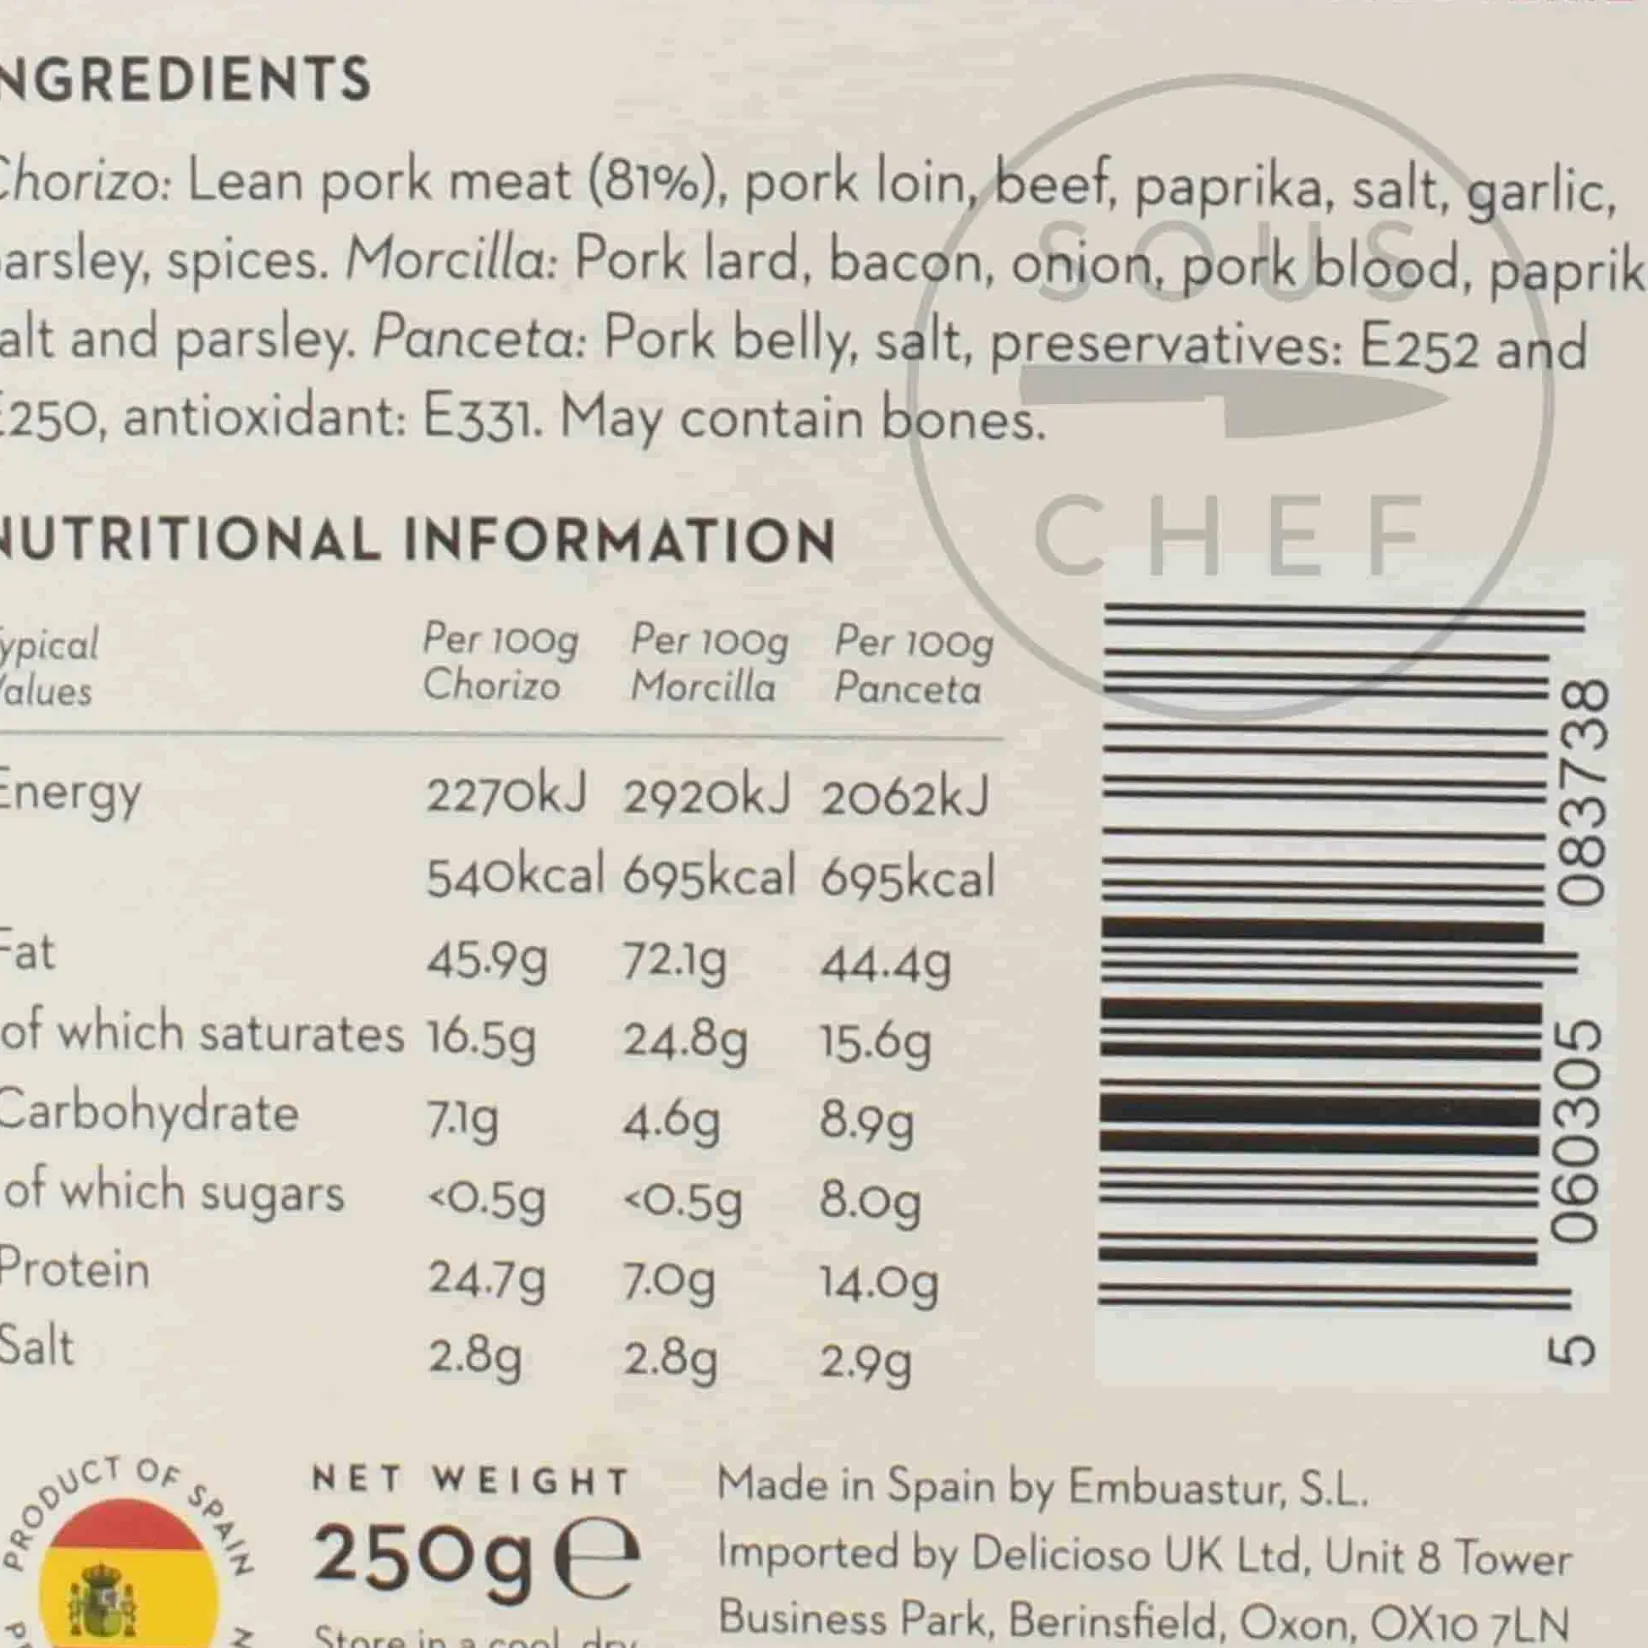 NGREDIENTS
Chorizo: Lean pork meat (81%), pork loin, beef, paprika, salt, garlic,
arsley, spices. Morcilla: Pork lard, bacon, onion, pork blood, paprik
alt and parsley. Panceta: Pork belly, salt, preservatives: E252 and
E250, antioxidant: E331. May contain bones.
SOUS
CHEF
NUTRITIONAL INFORMATION
ypical Per 100g Per 100g Per 100g
Values Chorizo Morcilla Panceta
Energy 2270kJ 2920kJ 2062kJ
540kcal 695kcal 695kcal
Fat 45.9g 72.1g 44.4g
of which saturates 16.5g 24.8g 15.6g
Carbohydrate 7.1g 4.6g 8.9g
of which sugars <0.5g <0.5g 8.0g
Protein 24.7g 7.0g 14.0g
Salt 2.8g 2.8g 2.9g
5 060305 083738
PRODUCT OF SPAIN
NET WEIGHT
250g e
Store in a cool, dry
Made in Spain by Embuastur, S.L.
Imported by Delicioso UK Ltd, Unit 8 Tower
Business Park, Berinsfield, Oxon, OX10 7LN